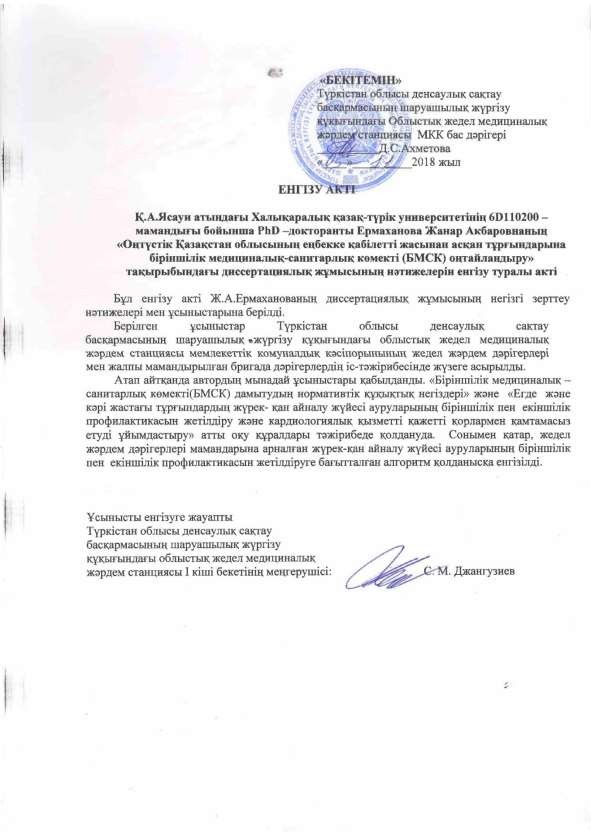 «БЕКІТЕМІН»
Түркістан облысы денсаулық сақтау
басқармасының шаруашылық жүргізу
құқығындағы Облыстық жедел медициналық
жәрдем станциясы МКК бас дәрігері
Д.С.Ахметова
2018 жыл
ЕНГІЗУ АКТІ
Қ.А.Ясауи атындағы Халықаралық қазақ-түрік университетінің 6D110200 –
мамандығы бойынша PhD –докторанты Ермаханова Жанар Акбаровнаның
«Оңтүстік Қазақстан облысының еңбекке қабілетті жасынан асқан тұрғындарына
біріншілік медициналық-санитарлық көмекті (БМСК) оңтайландыру»
тақырыбындағы диссертациялық жұмысының нәтижелерін енгізу туралы акті
Бұл енгізу акті Ж.А.Ермаханованың диссертациялық жұмысының негізгі зерттеу
нәтижелері мен ұсыныстарына берілді.
Берілген ұсыныстар Түркістан облысы денсаулық сақтау
басқармасының шаруашылық жүргізу құқығындағы облыстық жедел медициналық
жәрдем станциясы мемлекеттік комуналдық кәсіпорынының жедел жәрдем дәрігерлері
мен жалпы мамандырылған бригада дәрігерлердің іс-тәжірибесінде жүзеге асырылды.
Атап айтқанда автордың мынадай ұсыныстары қабылданды. «Біріншілік медициналық –
санитарлық көмекті(БМСК) дамытудың нормативтік құқықтық негіздері» және «Егде және
кәрі жастағы тұрғындардың жүрек- қан айналу жүйесі ауруларының біріншілік пен екіншілік
профилактикасын жетілдіру және кардиологиялық қызметті қажетті қорлармен қамтамасыз
етуді ұйымдастыру» атты оқу құралдары тәжірибеде қолдануда. Сонымен қатар, жедел
жәрдем дәрігерлері мамандарына арналған жүрек-қан айналу жүйесі ауруларының біріншілік
пен екіншілік профилактикасын жетілдіруге бағытталған алгоритм қолданысқа енгізілді.
Ұсынысты енгізуге жауапты
Түркістан облысы денсаулық сақтау
басқармасының шаруашылық жүргізу
құқығындағы облыстық жедел медициналық
жәрдем станциясы І кіші бекетінің меңгерушісі: С. М. Джангузиев